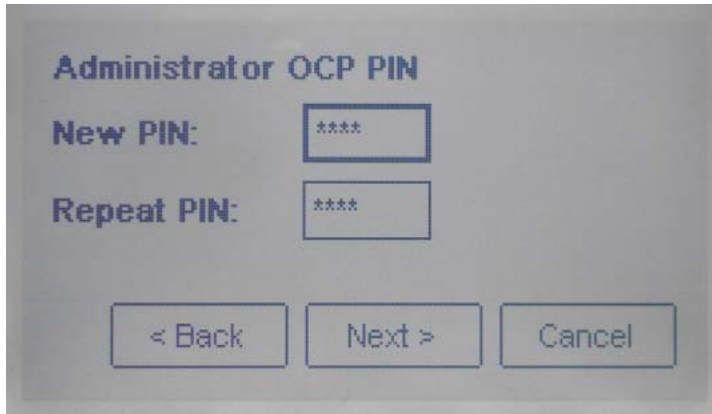 Administrator OCP PIN
New PIN: ****
Repeat PIN: ****
< Back Next > Cancel